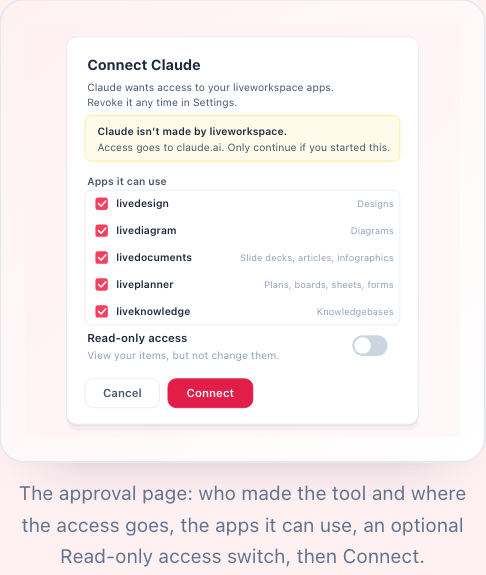 Connect Claude
Claude wants access to your liveworkspace apps.
Revoke it any time in Settings.
Claude isn’t made by liveworkspace.
Access goes to claude.ai. Only continue if you started this.
Apps it can use
livedesign Designs
livediagram Diagrams
livedocuments Slide decks, articles, infographics
liveplanner Plans, boards, sheets, forms
liveknowledge Knowledgebases
Read-only access
View your items, but not change them.
Cancel Connect
The approval page: who made the tool and where
the access goes, the apps it can use, an optional
Read-only access switch, then Connect.